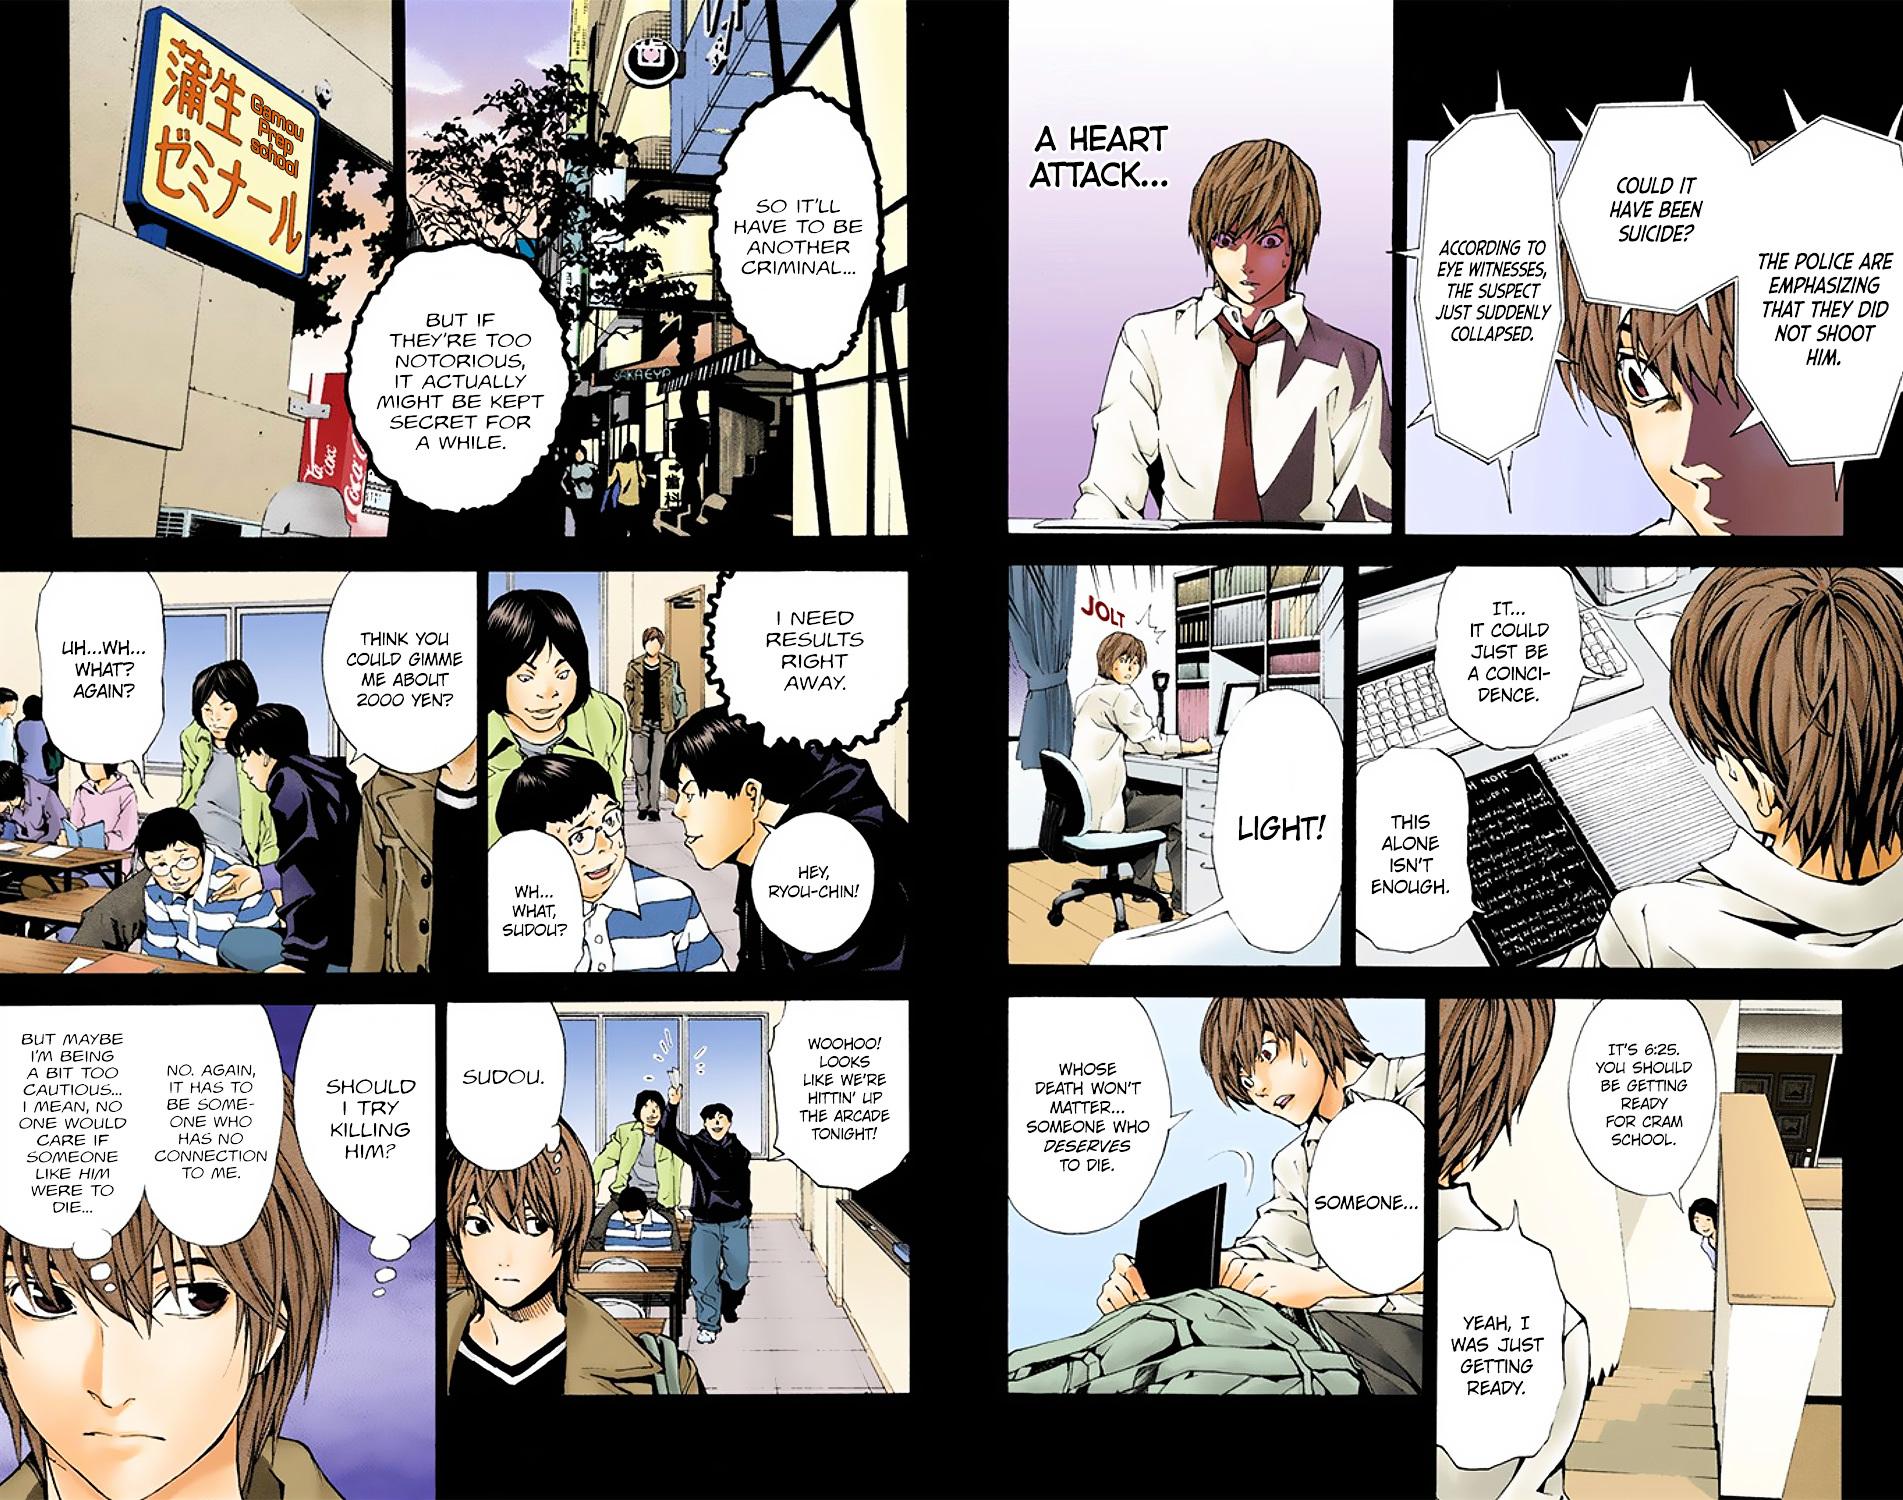 THE POLICE ARE
EMPHASIZING
THAT THEY DID
NOT SHOOT
HIM.
COULD IT
HAVE BEEN
SUICIDE?
ACCORDING TO
EYE WITNESSES,
THE SUSPECT
JUST SUDDENLY
COLLAPSED.
A HEART
ATTACK...
IT...
IT COULD
JUST BE
A COINCI-
DENCE.
THIS
ALONE
ISN'T
ENOUGH.
NOTE
JOLT
LIGHT!
IT'S 6:25.
YOU SHOULD
BE GETTING
READY
FOR CRAM
SCHOOL.
YEAH, I
WAS JUST
GETTING
READY.
SOMEONE...
WHOSE
DEATH WON'T
MATTER...
SOMEONE WHO
DESERVES
TO DIE.
SO IT'LL
HAVE TO BE
ANOTHER
CRIMINAL...
BUT IF
THEY'RE TOO
NOTORIOUS,
IT ACTUALLY
MIGHT BE KEPT
SECRET FOR
A WHILE.
歯
SAKAEYA
歯科
蒲生
ゼミナール
Gamou
Prep
school
Coca-Cola
I NEED
RESULTS
RIGHT
AWAY.
HEY,
RYOU-CHIN!
WH...
WHAT,
SUDOU?
THINK YOU
COULD GIMME
ME ABOUT
2000 YEN?
UH...WH...
WHAT?
AGAIN?
WOOHOO!
LOOKS
LIKE WE'RE
HITTIN' UP
THE ARCADE
TONIGHT!
SUDOU.
SHOULD
I TRY
KILLING
HIM?
NO. AGAIN,
IT HAS TO
BE SOME-
ONE WHO
HAS NO
CONNECTION
TO ME.
BUT MAYBE
I'M BEING
A BIT TOO
CAUTIOUS...
I MEAN, NO
ONE WOULD
CARE IF
SOMEONE
LIKE HIM
WERE TO
DIE...